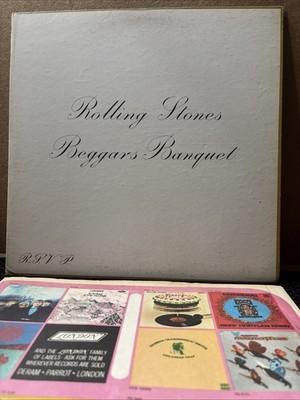 Rolling Stones
Beggars Banquet
R.S.V.P.
LONDON
AND THE LONDON FAMILY
OF LABELS · ASK FOR THEM
WHEREVER RECORDS ARE SOLD
DERAM · PARROT · LONDON